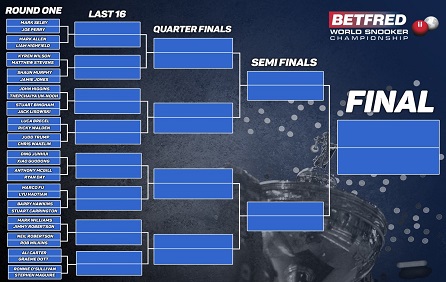 ROUND ONE
LAST 16
QUARTER FINALS
SEMI FINALS
FINAL
BETFRED
WORLD SNOOKER
CHAMPIONSHIP
MARK SELBY
JOE PERRY
MARK ALLEN
LIAM HIGHFIELD
KYREN WILSON
MATTHEW STEVENS
SHAUN MURPHY
JAMIE JONES
JOHN HIGGINS
THEPCHAIYA UN-NOOH
STUART BINGHAM
JACK LISOWSKI
LUCA BRECEL
RICKY WALDEN
JUDD TRUMP
CHRIS WAKELIN
DING JUNHUI
XIAO GUODONG
ANTHONY MCGILL
RYAN DAY
MARCO FU
LYU HAOTIAN
BARRY HAWKINS
STUART CARRINGTON
MARK WILLIAMS
JIMMY ROBERTSON
NEIL ROBERTSON
ROB MILKINS
ALI CARTER
GRAEME DOTT
RONNIE O'SULLIVAN
STEPHEN MAGUIRE